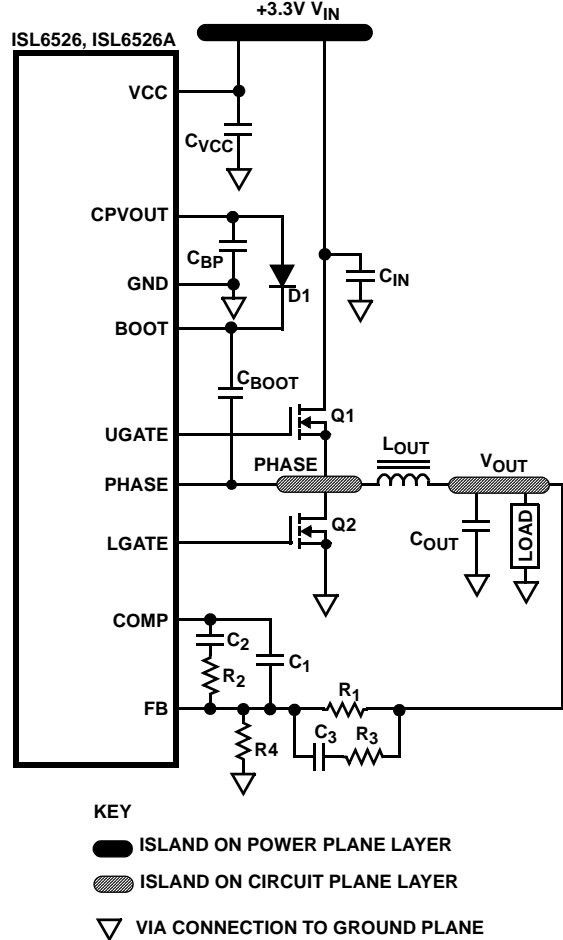 +3.3V VIN
ISL6526, ISL6526A
VCC
CVCC
CPVOUT
CBP
GND
D1
CIN
BOOT
CBOOT
Q1
UGATE
LOUT
PHASE
VOUT
PHASE
Q2
COUT
LOAD
LGATE
COMP
C2
C1
R2
R1
FB
C3
R3
R4
KEY
ISLAND ON POWER PLANE LAYER
ISLAND ON CIRCUIT PLANE LAYER
VIA CONNECTION TO GROUND PLANE